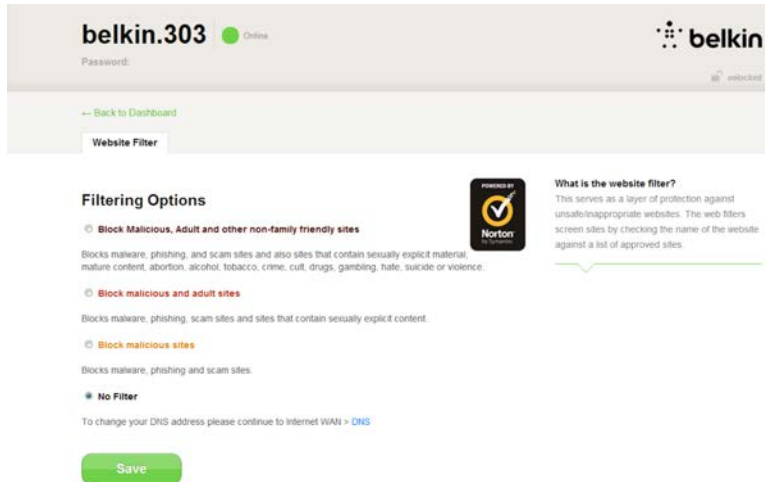 belkin.303 Online
belkin
Password:
unlocked
← Back to Dashboard
Website Filter
Filtering Options
POWERED BY
Norton
by Symantec
Block Malicious, Adult and other non-family friendly sites
Blocks malware, phishing, and scam sites and also sites that contain sexually explicit material,
mature content, abortion, alcohol, tobacco, crime, cult, drugs, gambling, hate, suicide or violence.
Block malicious and adult sites
Blocks malware, phishing, scam sites and sites that contain sexually explicit content.
Block malicious sites
Blocks malware, phishing and scam sites.
No Filter
To change your DNS address please continue to Internet WAN > DNS
Save
What is the website filter?
This serves as a layer of protection against
unsafe/inappropriate websites. The web filters
screen sites by checking the name of the website
against a list of approved sites.